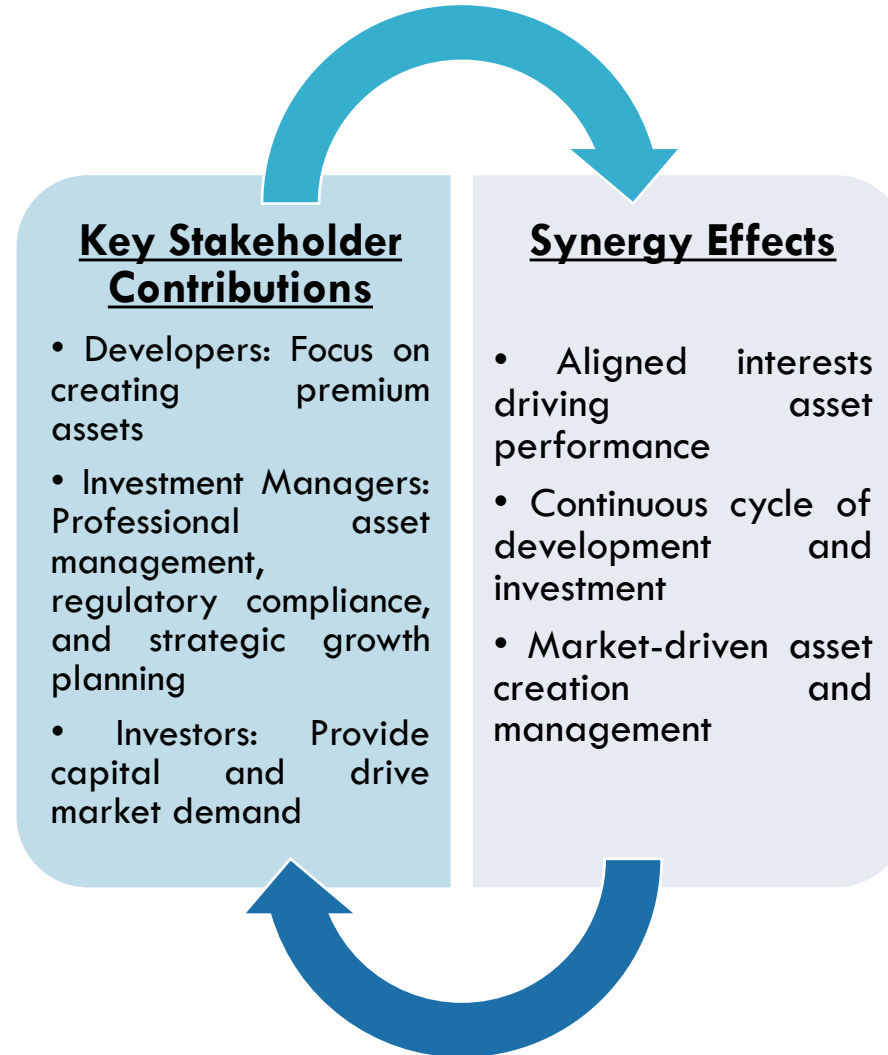 Key Stakeholder
Contributions
• Developers: Focus on
creating premium
assets
• Investment Managers:
Professional asset
management,
regulatory compliance,
and strategic growth
planning
• Investors: Provide
capital and drive
market demand
Synergy Effects
• Aligned interests
driving asset
performance
• Continuous cycle of
development and
investment
• Market-driven asset
creation and
management